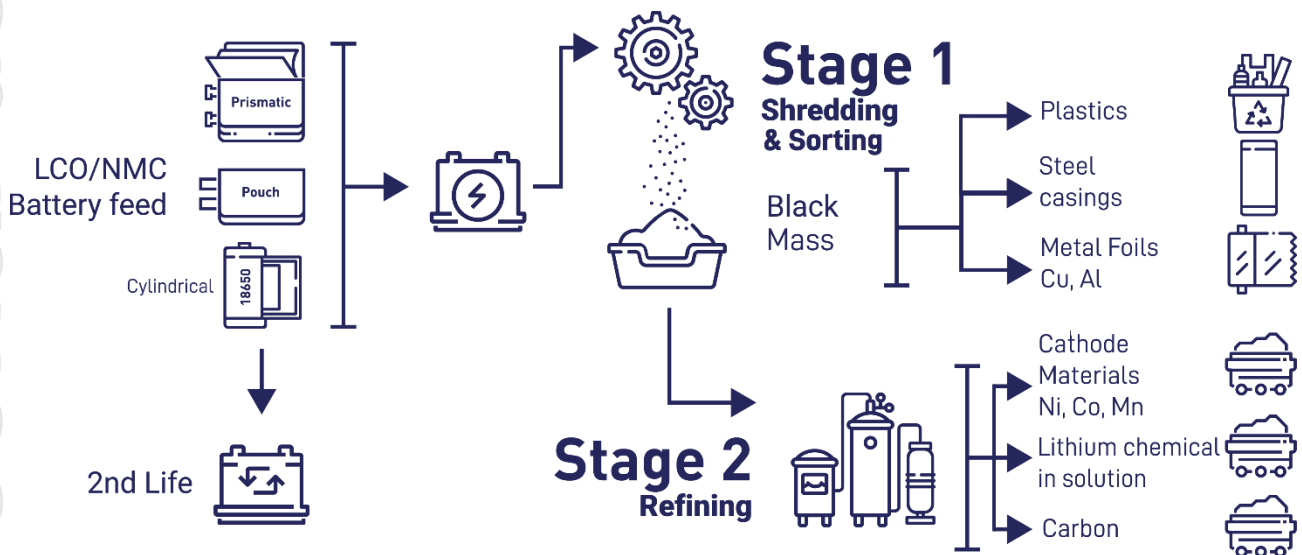 Prismatic
LCO/NMC
Battery feed
Pouch
Cylindrical
18650
2nd Life
Stage 1
Shredding
& Sorting
Black
Mass
Plastics
Steel
casings
Metal Foils
Cu, Al
Stage 2
Refining
Cathode
Materials
Ni, Co, Mn
Lithium chemical
in solution
Carbon